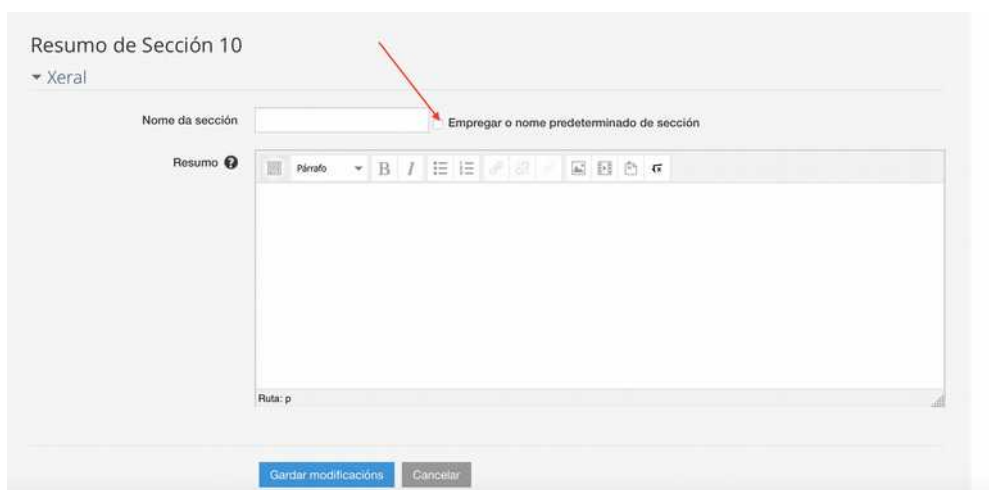 Resumo de Sección 10
Xeral
Nome da sección
Empregar o nome predeterminado de sección
Resumo
Párrafo
B I
Ruta: p
Gardar modificacións Cancelar